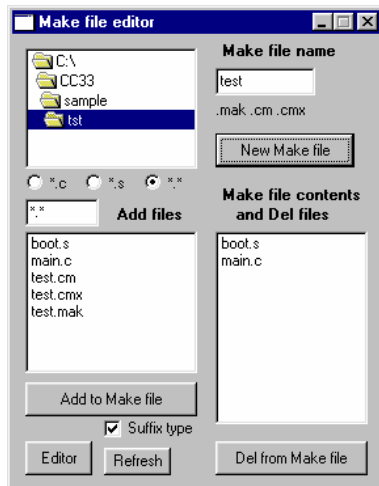 Make file editor
C:\
CC33
sample
tst
Make file name
test
.mak .cm .cmx
New Make file
*.c *.s *.*
*.* Add files
Make file contents
and Del files
boot.s
main.c
test.cm
test.cmx
test.mak
boot.s
main.c
Add to Make file
Suffix type
Editor
Refresh
Del from Make file